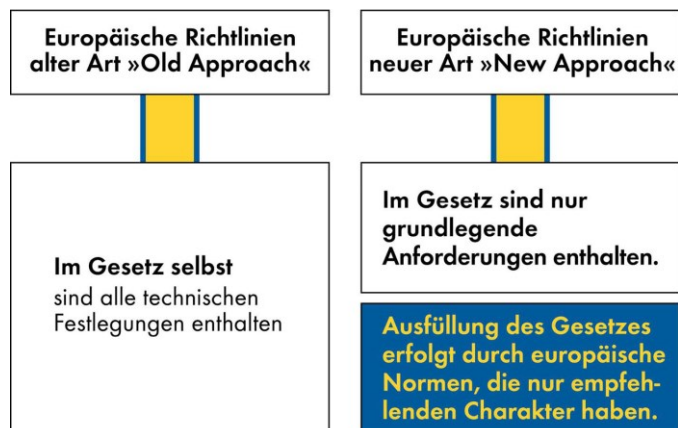 Europäische Richtlinien
alter Art »Old Approach«
Im Gesetz selbst
sind alle technischen
Festlegungen enthalten
Europäische Richtlinien
neuer Art »New Approach«
Im Gesetz sind nur
grundlegende
Anforderungen enthalten.
Ausfüllung des Gesetzes
erfolgt durch europäische
Normen, die nur empfeh-
lenden Charakter haben.